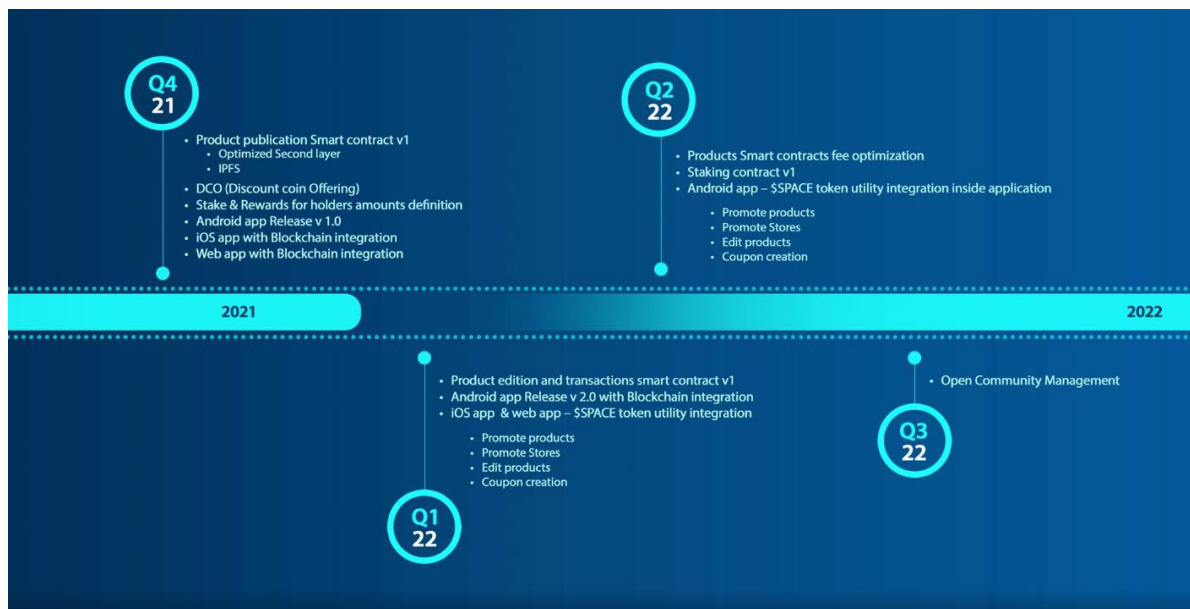 Q4
21
• Product publication Smart contract v1
• Optimized Second layer
• IPFS
• DCO (Discount coin Offering)
• Stake & Rewards for holders amounts definition
• Android app Release v 1.0
• iOS app with Blockchain integration
• Web app with Blockchain integration
Q2
22
• Products Smart contracts fee optimization
• Staking contract v1
• Android app – $SPACE token utility integration inside application
• Promote products
• Promote Stores
• Edit products
• Coupon creation
2021
2022
• Product edition and transactions smart contract v1
• Android app Release v 2.0 with Blockchain integration
• iOS app & web app – $SPACE token utility integration
• Promote products
• Promote Stores
• Edit products
• Coupon creation
Q1
22
• Open Community Management
Q3
22